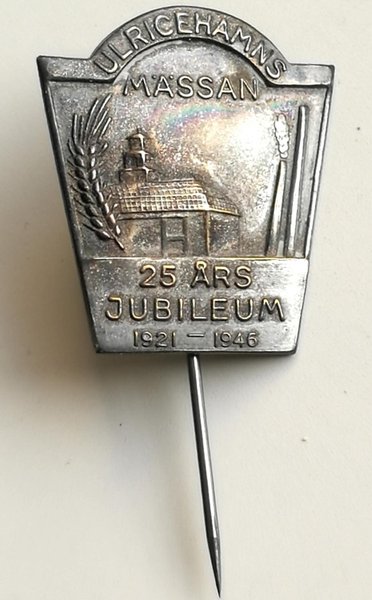 ULRICEHAMNS
MÄSSAN
25 ÅRS
JUBILEUM
1921 – 1946